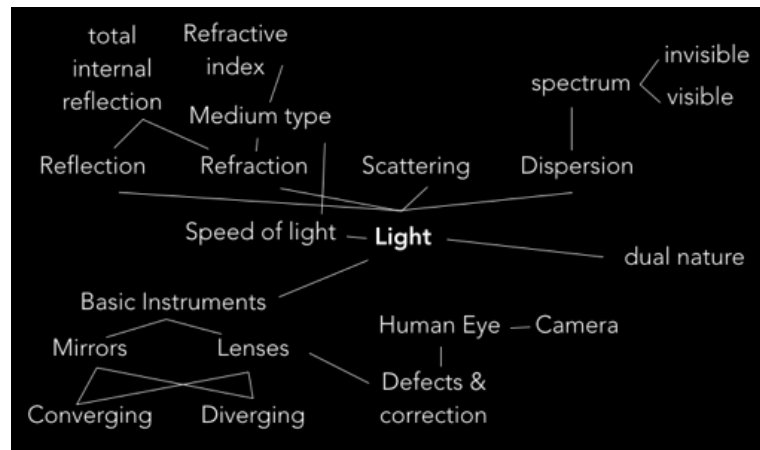 total
internal
reflection
Refractive
index
Medium type
spectrum
invisible
visible
Reflection
Refraction
Scattering
Dispersion
Speed of light
Light
dual nature
Basic Instruments
Mirrors
Lenses
Human Eye
Camera
Defects &
correction
Converging
Diverging